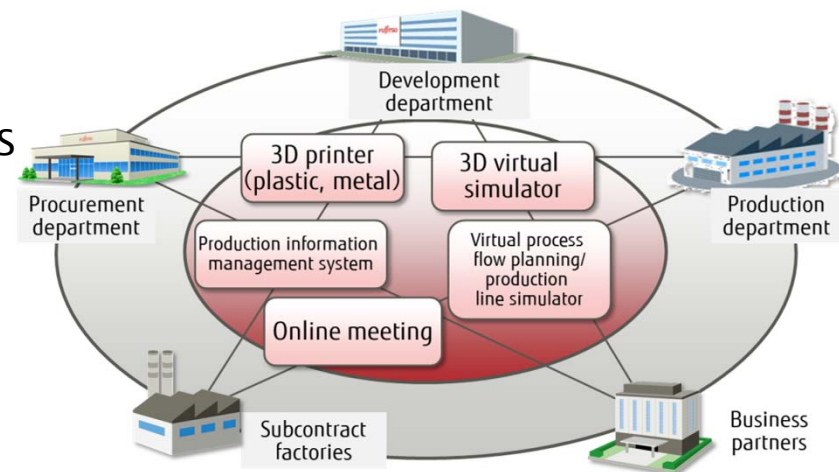 FUJITSU
Development
department
S
3D printer
(plastic, metal)
3D virtual
simulator
Procurement
department
Production
department
Production information
management system
Virtual process
flow planning/
production
line simulator
Online meeting
Subcontract
factories
Business
partners